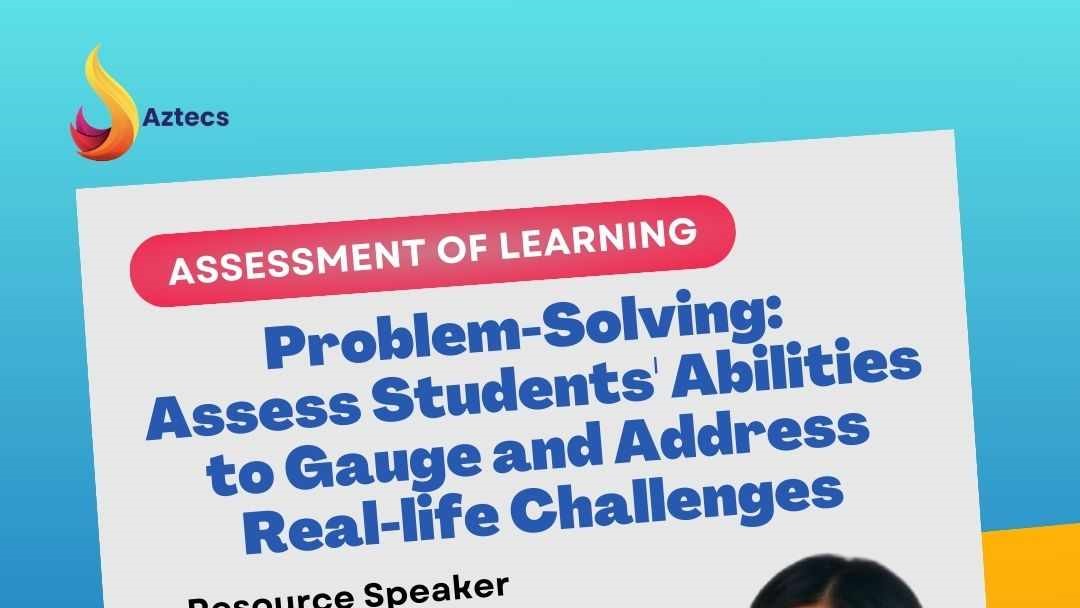 Aztecs
ASSESSMENT OF LEARNING
Problem-Solving:
Assess Students' Abilities
to Gauge and Address
Real-life Challenges
Resource Speaker